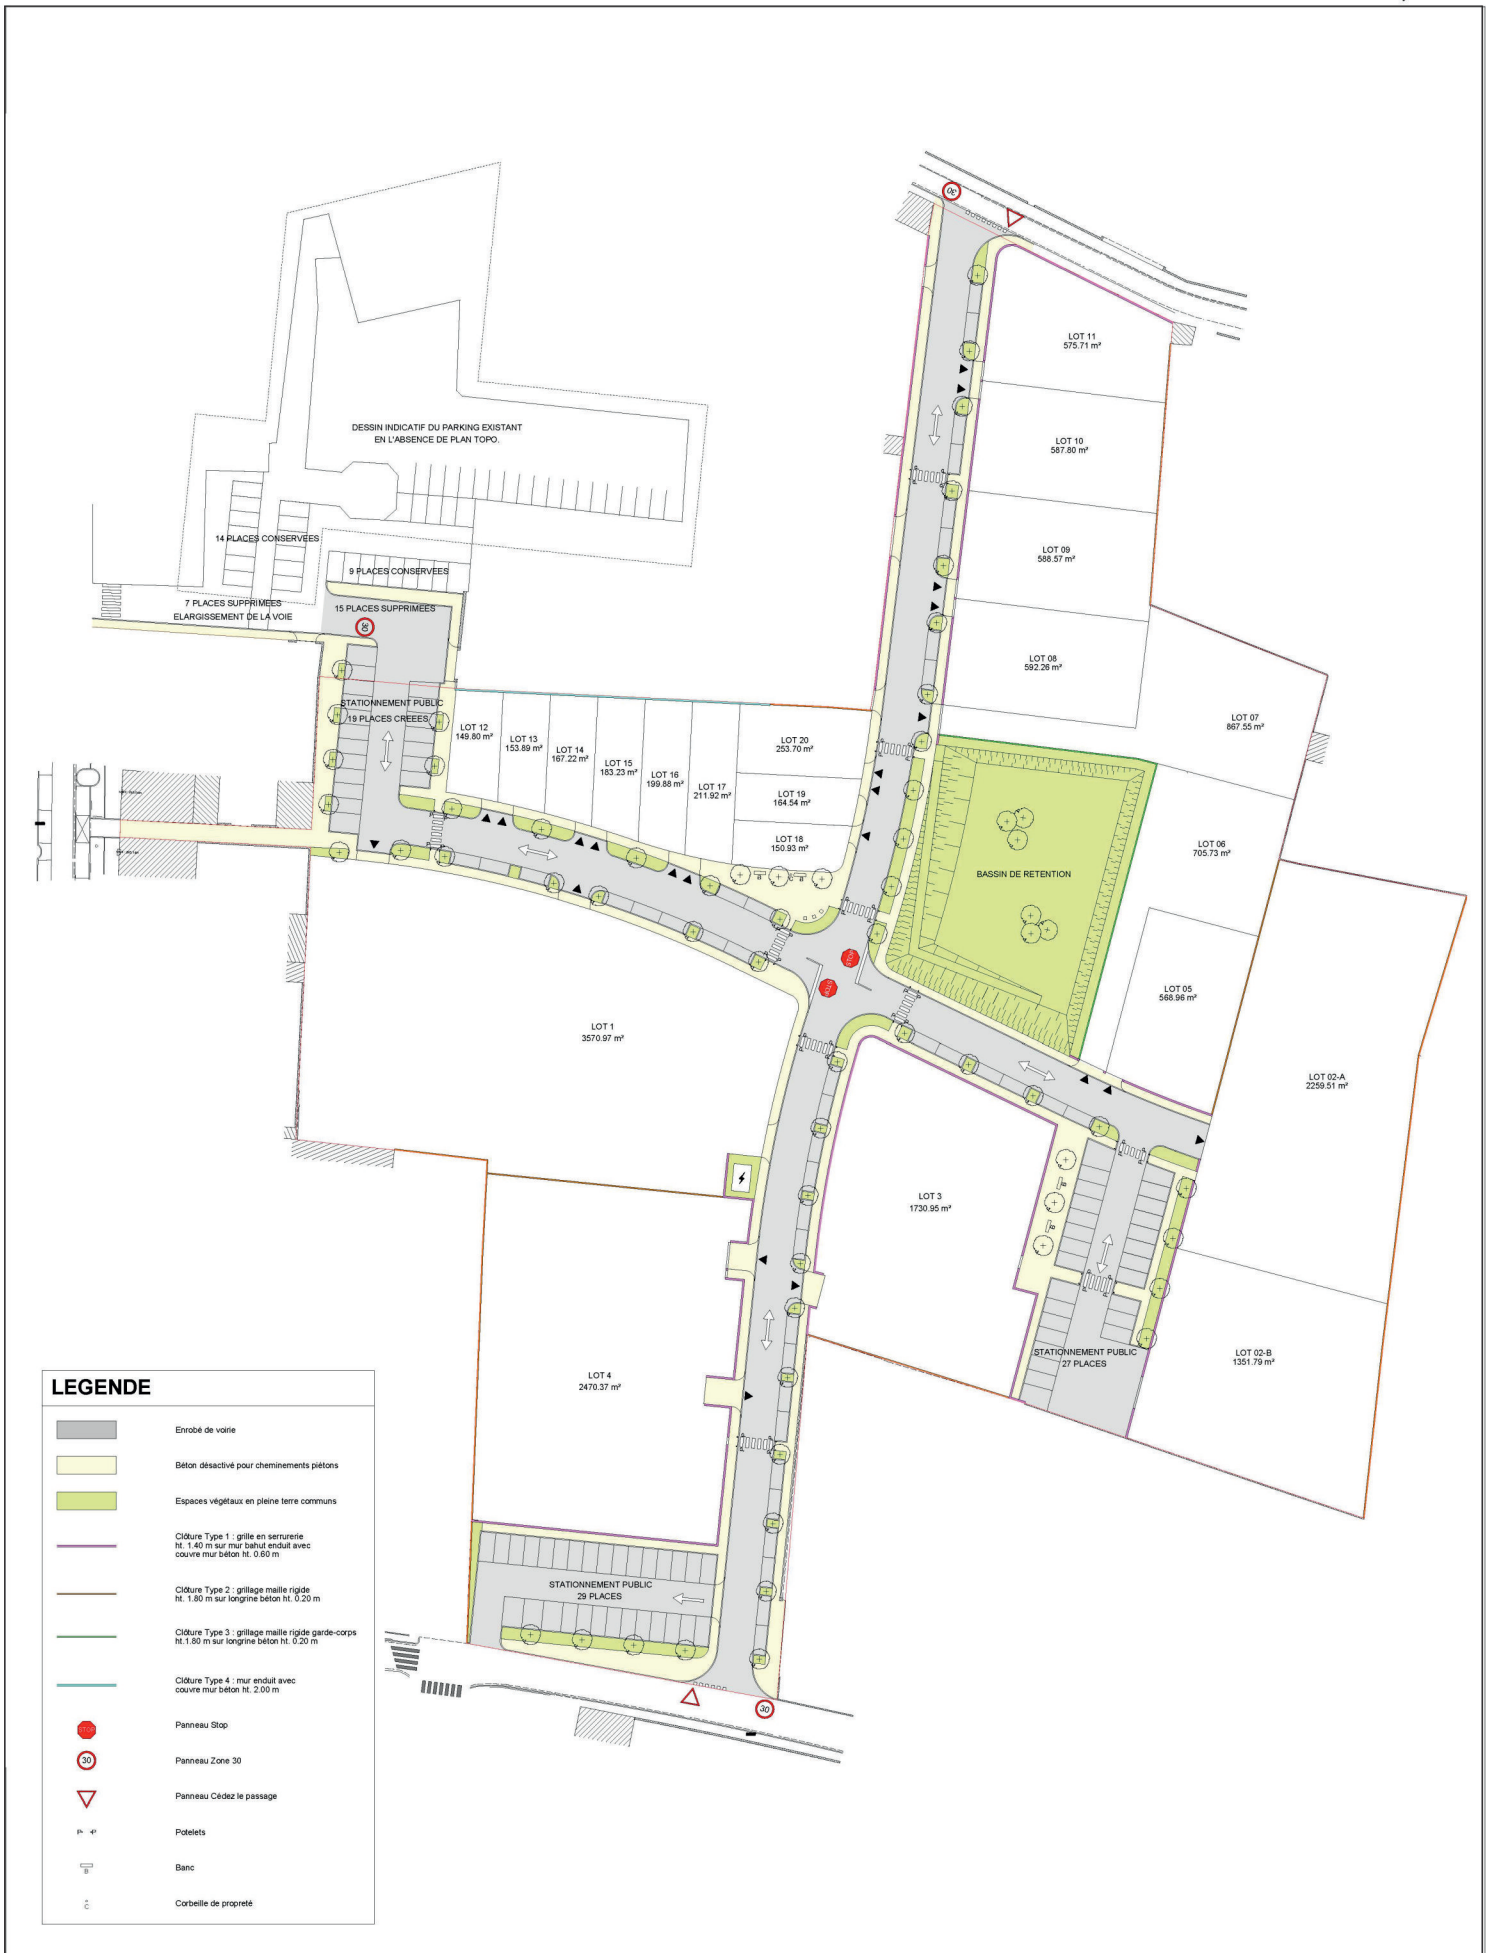 30
LOT 11
575.71 m²
LOT 10
587.80 m²
LOT 09
588.57 m²
LOT 08
592.26 m²
LOT 07
867.55 m²
LOT 06
705.73 m²
LOT 05
568.96 m²
BASSIN DE RETENTION
DESSIN INDICATIF DU PARKING EXISTANT
EN L'ABSENCE DE PLAN TOPO.
14 PLACES CONSERVEES
9 PLACES CONSERVEES
7 PLACES SUPPRIMEES
ELARGISSEMENT DE LA VOIE
15 PLACES SUPPRIMEES
30
STATIONNEMENT PUBLIC
19 PLACES CREEES
LOT 12
149.80 m²
LOT 13
153.89 m²
LOT 14
167.22 m²
LOT 15
183.23 m²
LOT 16
199.88 m²
LOT 17
211.92 m²
LOT 20
253.70 m²
LOT 19
164.54 m²
LOT 18
150.93 m²
STOP
STOP
LOT 1
3570.97 m²
LOT 02-A
2259.51 m²
LOT 3
1730.95 m²
LOT 02-B
1351.79 m²
STATIONNEMENT PUBLIC
27 PLACES
LOT 4
2470.37 m²
STATIONNEMENT PUBLIC
29 PLACES
30
LEGENDE
Enrobé de voirie
Béton désactivé pour cheminements piétons
Espaces végétaux en pleine terre communs
Clôture Type 1 : grille en serrurerie
ht. 1.40 m sur mur bahut enduit avec
couvre mur béton ht. 0.60 m
Clôture Type 2 : grillage maille rigide
ht. 1.80 m sur longrine béton ht. 0.20 m
Clôture Type 3 : grillage maille rigide garde-corps
ht.1.80 m sur longrine béton ht. 0.20 m
Clôture Type 4 : mur enduit avec
couvre mur béton ht. 2.00 m
STOP
Panneau Stop
30
Panneau Zone 30
Panneau Cédez le passage
P P
Potelets
B
Banc
C
Corbeille de propreté